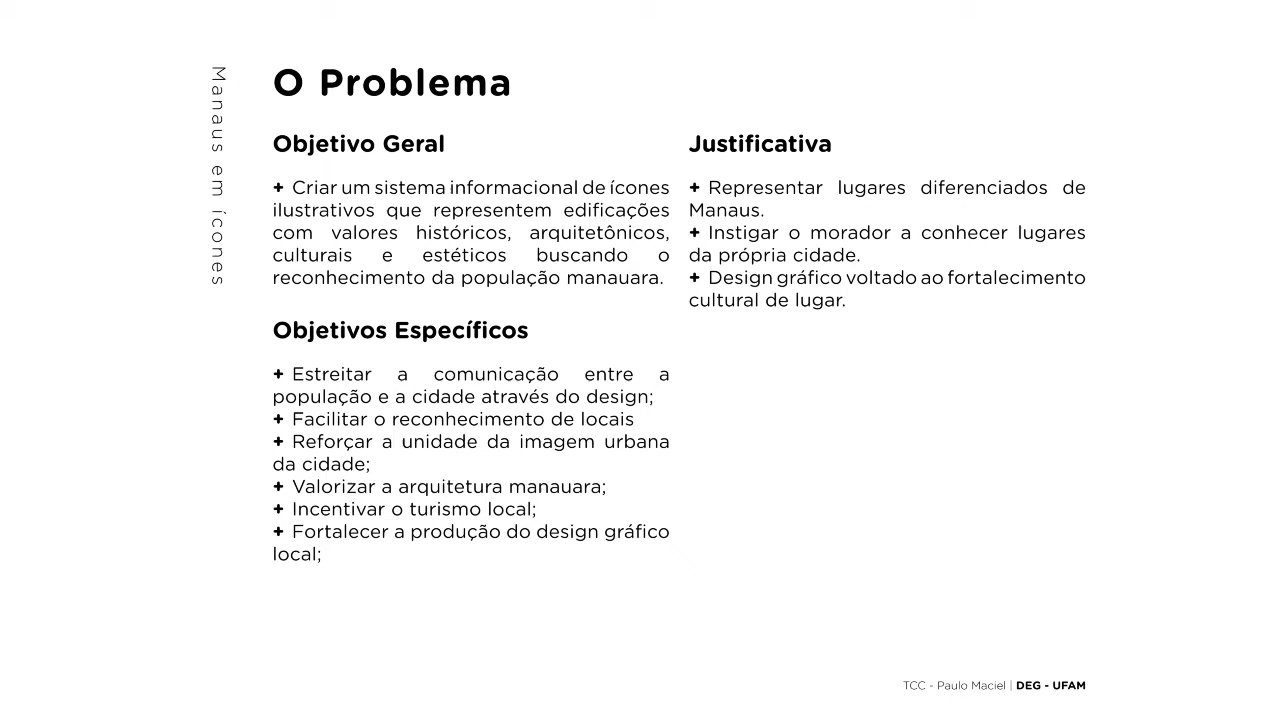 Manaus em ícones
O Problema
Objetivo Geral
+ Criar um sistema informacional de ícones
ilustrativos que representem edificações
com valores históricos, arquitetônicos,
culturais e estéticos buscando o
reconhecimento da população manauara.
Objetivos Específicos
+ Estreitar a comunicação entre a
população e a cidade através do design;
+ Facilitar o reconhecimento de locais
+ Reforçar a unidade da imagem urbana
da cidade;
+ Valorizar a arquitetura manauara;
+ Incentivar o turismo local;
+ Fortalecer a produção do design gráfico
local;
Justificativa
+ Representar lugares diferenciados de
Manaus.
+ Instigar o morador a conhecer lugares
da própria cidade.
+ Design gráfico voltado ao fortalecimento
cultural de lugar.
TCC - Paulo Maciel | DEG - UFAM